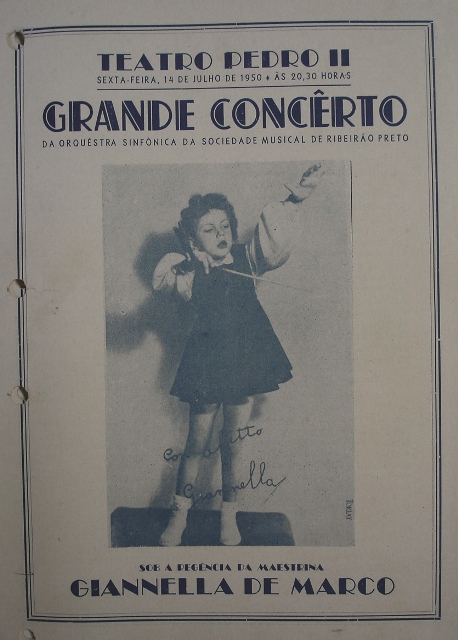 TEATRO PEDRO II
SEXTA-FEIRA, 14 DE JULHO DE 1950 • ÀS 20,30 HORAS
GRANDE CONCÊRTO
DA ORQUÉSTRA SINFÔNICA DA SOCIEDADE MUSICAL DE RIBEIRÃO PRETO
Con affetto
Giannella
SOB A REGÊNCIA DA MAESTRINA
GIANNELLA DE MARCO